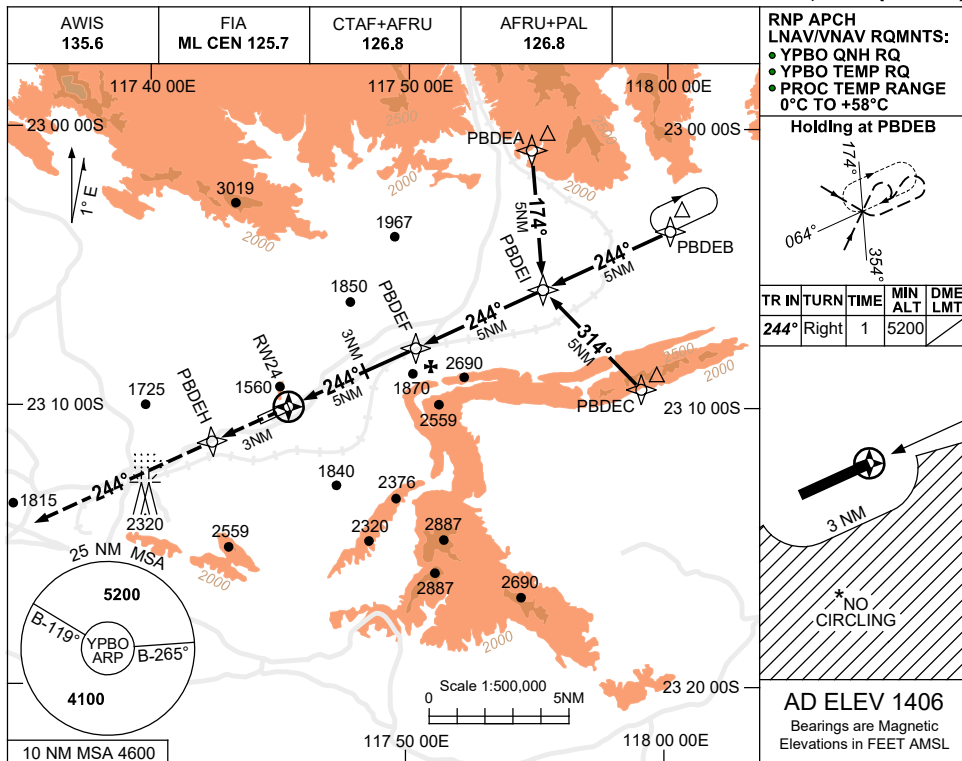 AWIS
135.6
FIA
ML CEN 125.7
CTAF+AFRU
126.8
AFRU+PAL
126.8
RNP APCH
LNAV/VNAV RQMNTS:
• YPBO QNH RQ
• YPBO TEMP RQ
• PROC TEMP RANGE
0°C TO +58°C
117 40 00E
117 50 00E
118 00 00E
23 00 00S
23 00 00S
2500
2000
2000
2000
PBDEA
1° E
3019
1967
1850
174°
5NM
PBDEI
244°
5NM
PBDEB
PBDEF
244°
5NM
314°
5NM
PBDEC
2500
2000
3NM
244°
5NM
RW24
1560
1870
2690
2559
1725
PBDEH
3NM
23 10 00S
23 10 00S
244°
1815
2320
2559
2000
1840
2376
2320
2887
2887
2690
2000
25 NM MSA
5200
B-119°
YPBO
ARP
B-265°
4100
10 NM MSA 4600
Scale 1:500,000
0
5NM
23 20 00S
117 50 00E
118 00 00E
Holding at PBDEB
174°
064°
354°
TR IN TURN TIME MIN ALT DME LMT
244° Right 1 5200
3 NM
*NO
CIRCLING
AD ELEV 1406
Bearings are Magnetic
Elevations in FEET AMSL